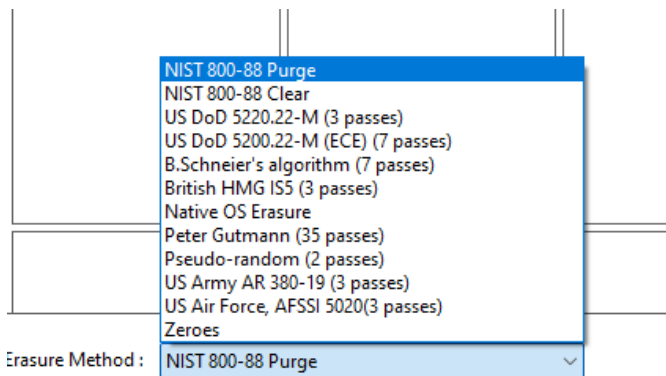 NIST 800-88 Purge
NIST 800-88 Clear
US DoD 5220.22-M (3 passes)
US DoD 5200.22-M (ECE) (7 passes)
B.Schneier's algorithm (7 passes)
British HMG IS5 (3 passes)
Native OS Erasure
Peter Gutmann (35 passes)
Pseudo-random (2 passes)
US Army AR 380-19 (3 passes)
US Air Force, AFSSI 5020(3 passes)
Zeroes
Erasure Method : NIST 800-88 Purge